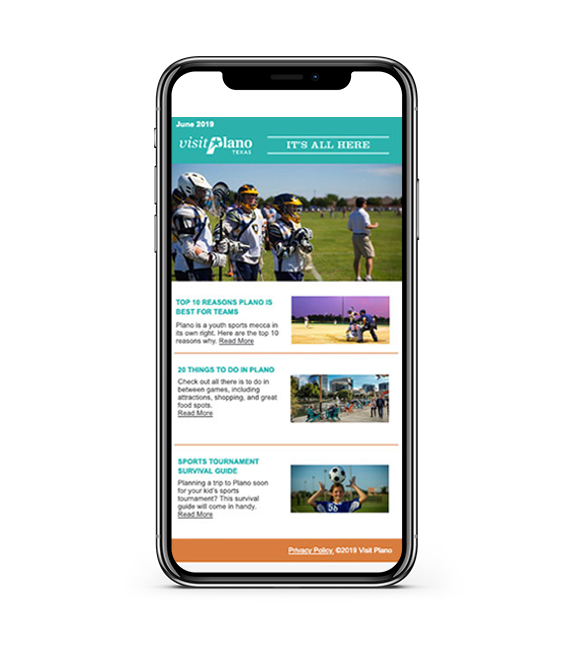 June 2019
visit Plano
TEXAS
IT'S ALL HERE
TOP 10 REASONS PLANO IS
BEST FOR TEAMS
Plano is a youth sports mecca in
its own right. Here are the top 10
reasons why. Read More
20 THINGS TO DO IN PLANO
Check out all there is to do in
between games, including
attractions, shopping, and great
food spots.
Read More
SPORTS TOURNAMENT
SURVIVAL GUIDE
Planning a trip to Plano soon
for your kid's sports
tournament? This survival
guide will come in handy.
Read More
56
Privacy Policy ©2019 Visit Plano